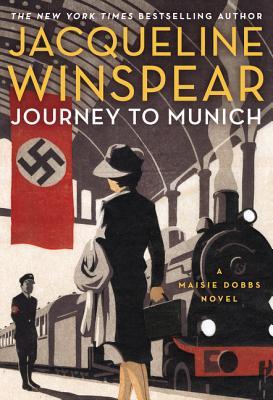 THE NEW YORK TIMES BESTSELLING AUTHOR
JACQUELINE
WINSPEAR
JOURNEY TO MUNICH
A
MAISIE DOBBS
NOVEL